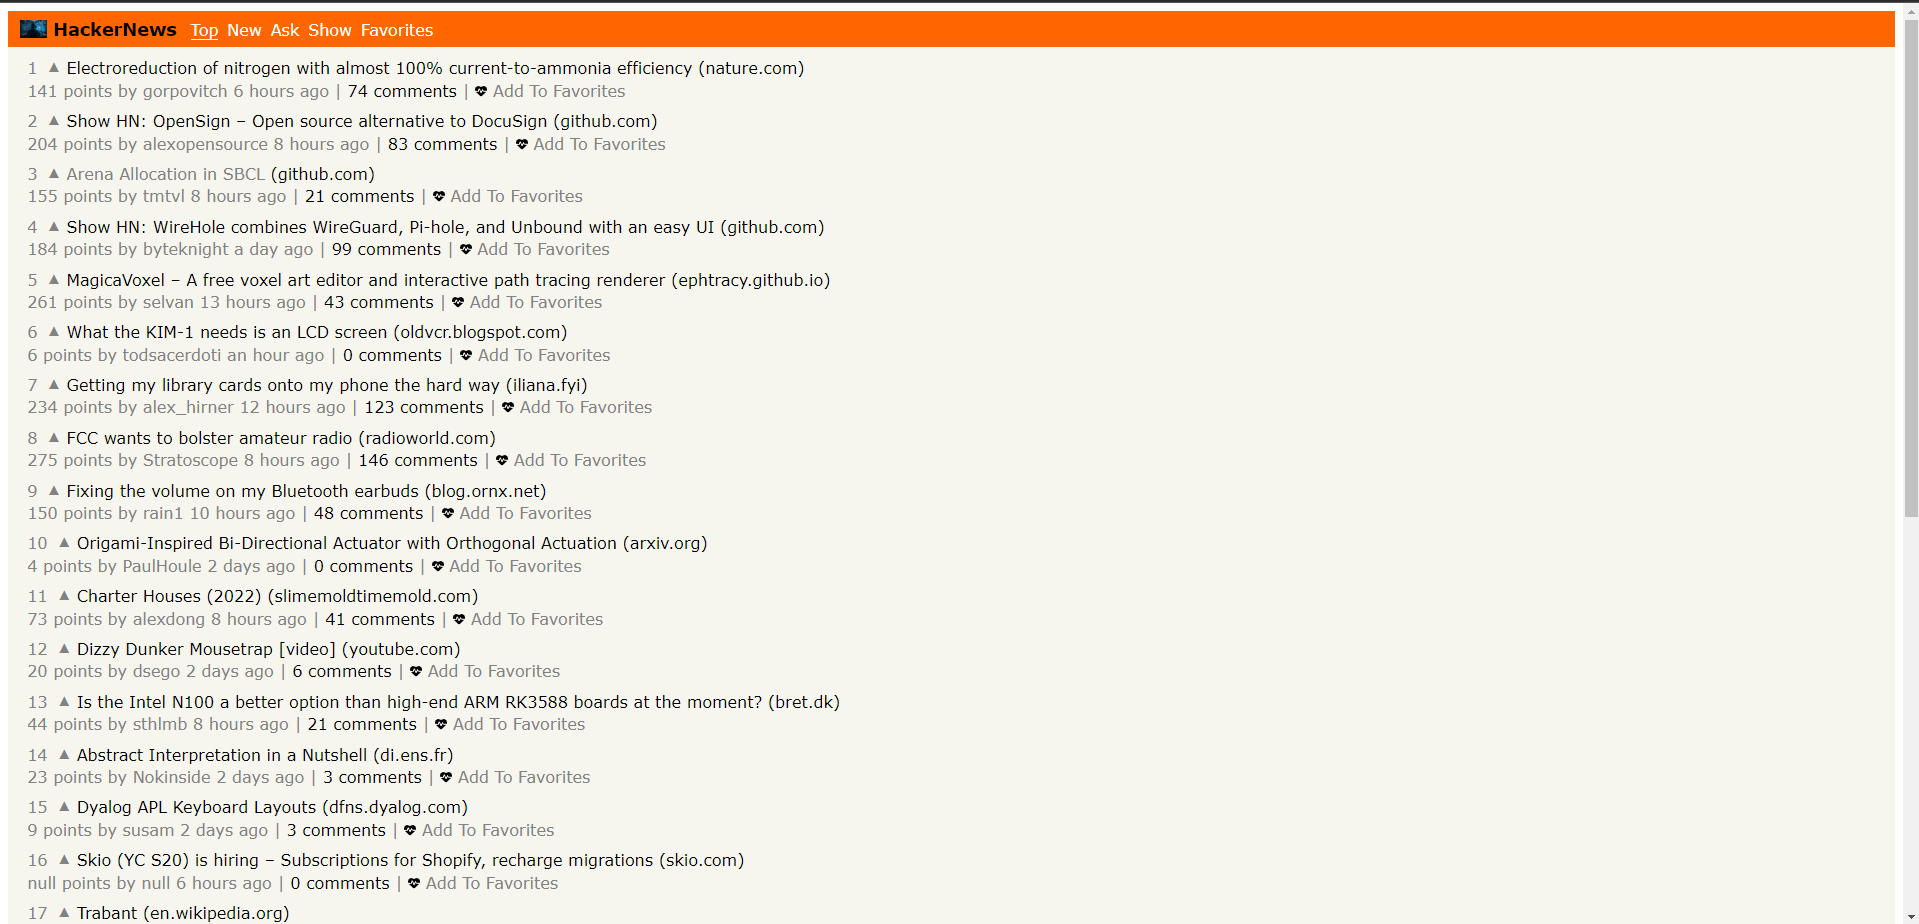 HackerNews Top New Ask Show Favorites
1 ▲ Electroreduction of nitrogen with almost 100% current-to-ammonia efficiency (nature.com)
141 points by gorpovitch 6 hours ago | 74 comments | Add To Favorites
2 ▲ Show HN: OpenSign – Open source alternative to DocuSign (github.com)
204 points by alexopensource 8 hours ago | 83 comments | Add To Favorites
3 ▲ Arena Allocation in SBCL (github.com)
155 points by tmtvl 8 hours ago | 21 comments | Add To Favorites
4 ▲ Show HN: WireHole combines WireGuard, Pi-hole, and Unbound with an easy UI (github.com)
184 points by byteknight a day ago | 99 comments | Add To Favorites
5 ▲ MagicaVoxel – A free voxel art editor and interactive path tracing renderer (ephtracy.github.io)
261 points by selvan 13 hours ago | 43 comments | Add To Favorites
6 ▲ What the KIM-1 needs is an LCD screen (oldvcr.blogspot.com)
6 points by todsacerdoti an hour ago | 0 comments | Add To Favorites
7 ▲ Getting my library cards onto my phone the hard way (iliana.fyi)
234 points by alex_hirner 12 hours ago | 123 comments | Add To Favorites
8 ▲ FCC wants to bolster amateur radio (radioworld.com)
275 points by Stratoscope 8 hours ago | 146 comments | Add To Favorites
9 ▲ Fixing the volume on my Bluetooth earbuds (blog.ornx.net)
150 points by rain1 10 hours ago | 48 comments | Add To Favorites
10 ▲ Origami-Inspired Bi-Directional Actuator with Orthogonal Actuation (arxiv.org)
4 points by PaulHoule 2 days ago | 0 comments | Add To Favorites
11 ▲ Charter Houses (2022) (slimemoldtimemold.com)
73 points by alexdong 8 hours ago | 41 comments | Add To Favorites
12 ▲ Dizzy Dunker Mousetrap [video] (youtube.com)
20 points by dsego 2 days ago | 6 comments | Add To Favorites
13 ▲ Is the Intel N100 a better option than high-end ARM RK3588 boards at the moment? (bret.dk)
44 points by sthlmb 8 hours ago | 21 comments | Add To Favorites
14 ▲ Abstract Interpretation in a Nutshell (di.ens.fr)
23 points by Nokinside 2 days ago | 3 comments | Add To Favorites
15 ▲ Dyalog APL Keyboard Layouts (dfns.dyalog.com)
9 points by susam 2 days ago | 3 comments | Add To Favorites
16 ▲ Skio (YC S20) is hiring – Subscriptions for Shopify, recharge migrations (skio.com)
null points by null 6 hours ago | 0 comments | Add To Favorites
17 ▲ Trabant (en.wikipedia.org)